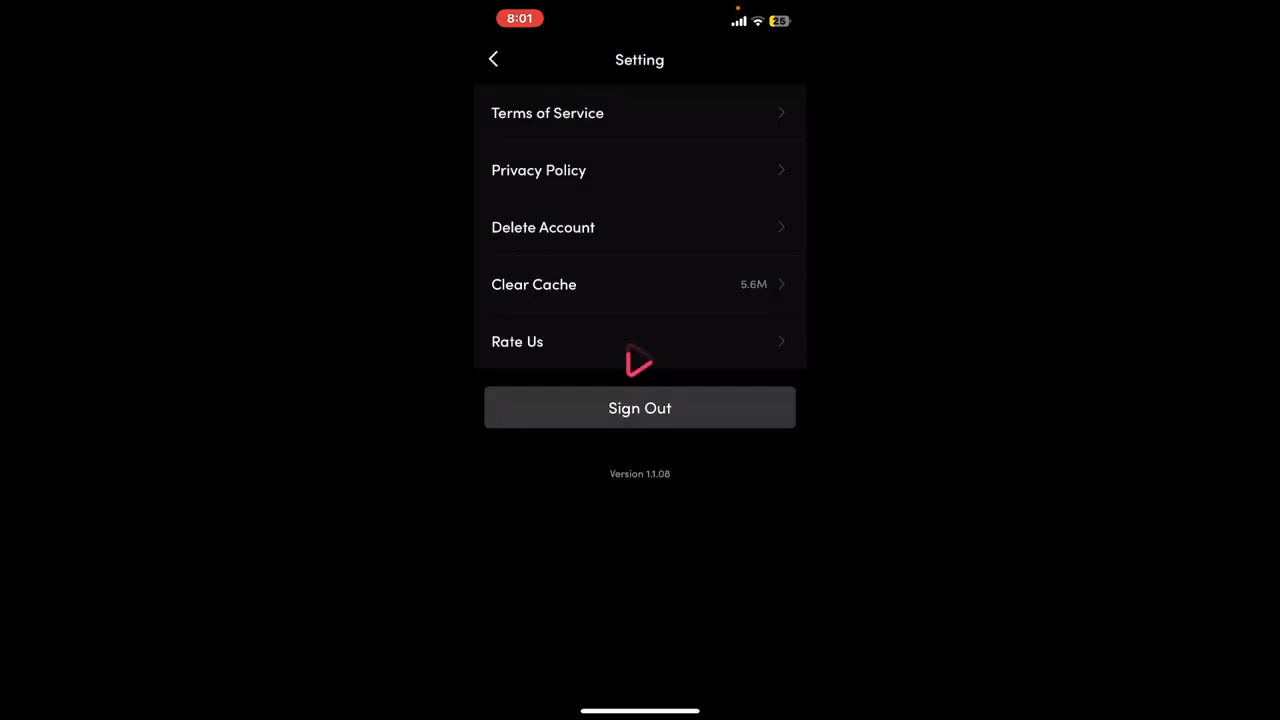 8:01
25
Setting
Terms of Service
Privacy Policy
Delete Account
Clear Cache 5.6M
Rate Us
Sign Out
Version 1.1.08